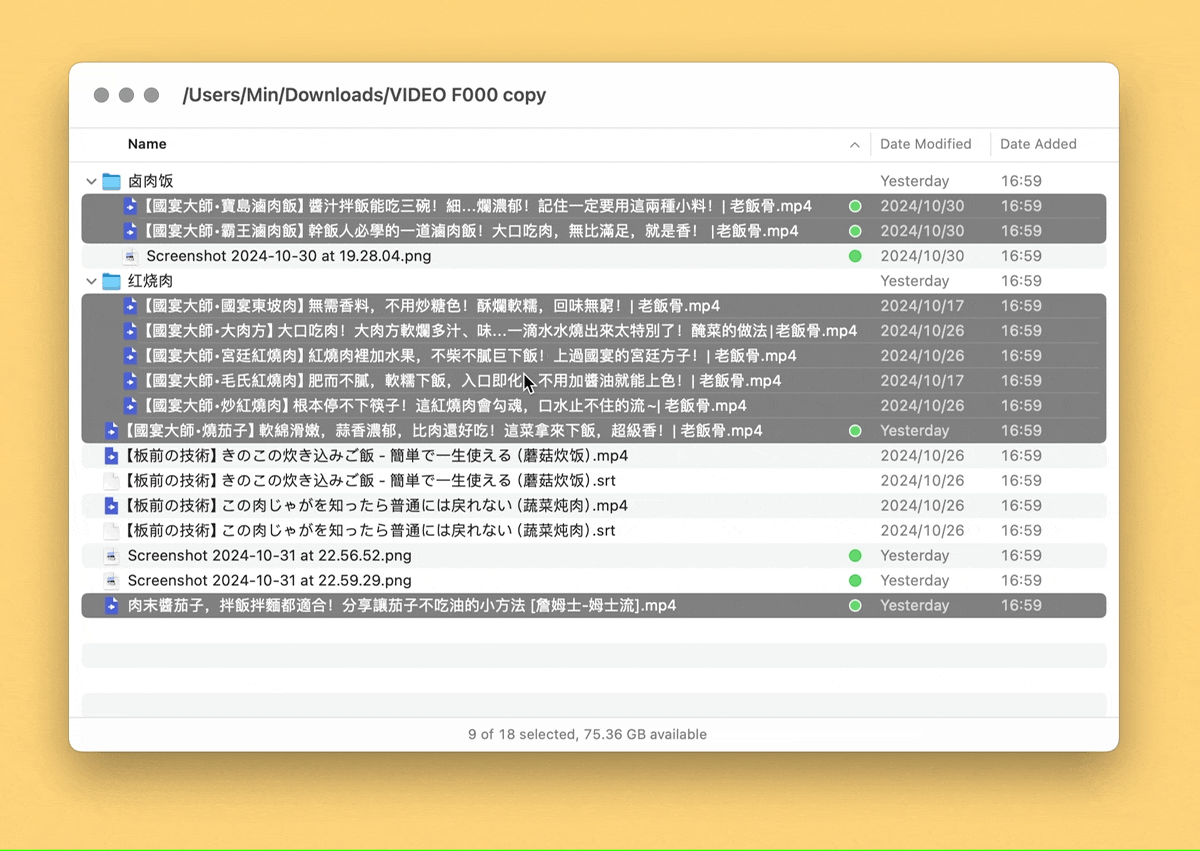 /Users/Min/Downloads/VIDEO F000 copy
Name Date Modified Date Added
卤肉饭 Yesterday 16:59
【國宴大師•寶島滷肉飯】醬汁拌飯能吃三碗！細…爛濃郁！記住一定要用這兩種小料！| 老飯骨.mp4 2024/10/30 16:59
【國宴大師•霸王滷肉飯】幹飯人必學的一道滷肉飯！大口吃肉，無比滿足，就是香！ |老飯骨.mp4 2024/10/30 16:59
Screenshot 2024-10-30 at 19.28.04.png 2024/10/30 16:59
红烧肉 Yesterday 16:59
【國宴大師•國宴東坡肉】無需香料，不用炒糖色！酥爛軟糯，回味無窮！| 老飯骨.mp4 2024/10/17 16:59
【國宴大師•大肉方】大口吃肉！大肉方軟爛多汁、味…一滴水水燒出來太特別了！醃菜的做法|老飯骨.mp4 2024/10/26 16:59
【國宴大師•宮廷紅燒肉】紅燒肉裡加水果，不柴不膩巨下飯！上過國宴的宮廷方子！| 老飯骨.mp4 2024/10/26 16:59
【國宴大師•毛氏紅燒肉】肥而不膩，軟糯下飯，入口即化 不用加醬油就能上色！| 老飯骨.mp4 2024/10/17 16:59
【國宴大師•炒紅燒肉】根本停不下筷子！這紅燒肉會勾魂，口水止不住的流~| 老飯骨.mp4 2024/10/26 16:59
【國宴大師•燒茄子】軟綿滑嫩，蒜香濃郁，比肉還好吃！這菜拿來下飯，超級香！| 老飯骨.mp4 Yesterday 16:59
【板前の技術】きのこの炊き込みご飯 - 簡単で一生使える（蘑菇炊饭）.mp4 2024/10/26 16:59
【板前の技術】きのこの炊き込みご飯 - 簡単で一生使える（蘑菇炊饭）.srt 2024/10/26 16:59
【板前の技術】この肉じゃがを知ったら普通には戻れない（蔬菜炖肉）.mp4 2024/10/26 16:59
【板前の技術】この肉じゃがを知ったら普通には戻れない（蔬菜炖肉）.srt 2024/10/26 16:59
Screenshot 2024-10-31 at 22.56.52.png Yesterday 16:59
Screenshot 2024-10-31 at 22.59.29.png Yesterday 16:59
肉末醬茄子，拌飯拌麵都適合！分享讓茄子不吃油的小方法 [詹姆士-姆士流].mp4 Yesterday 16:59
9 of 18 selected, 75.36 GB available